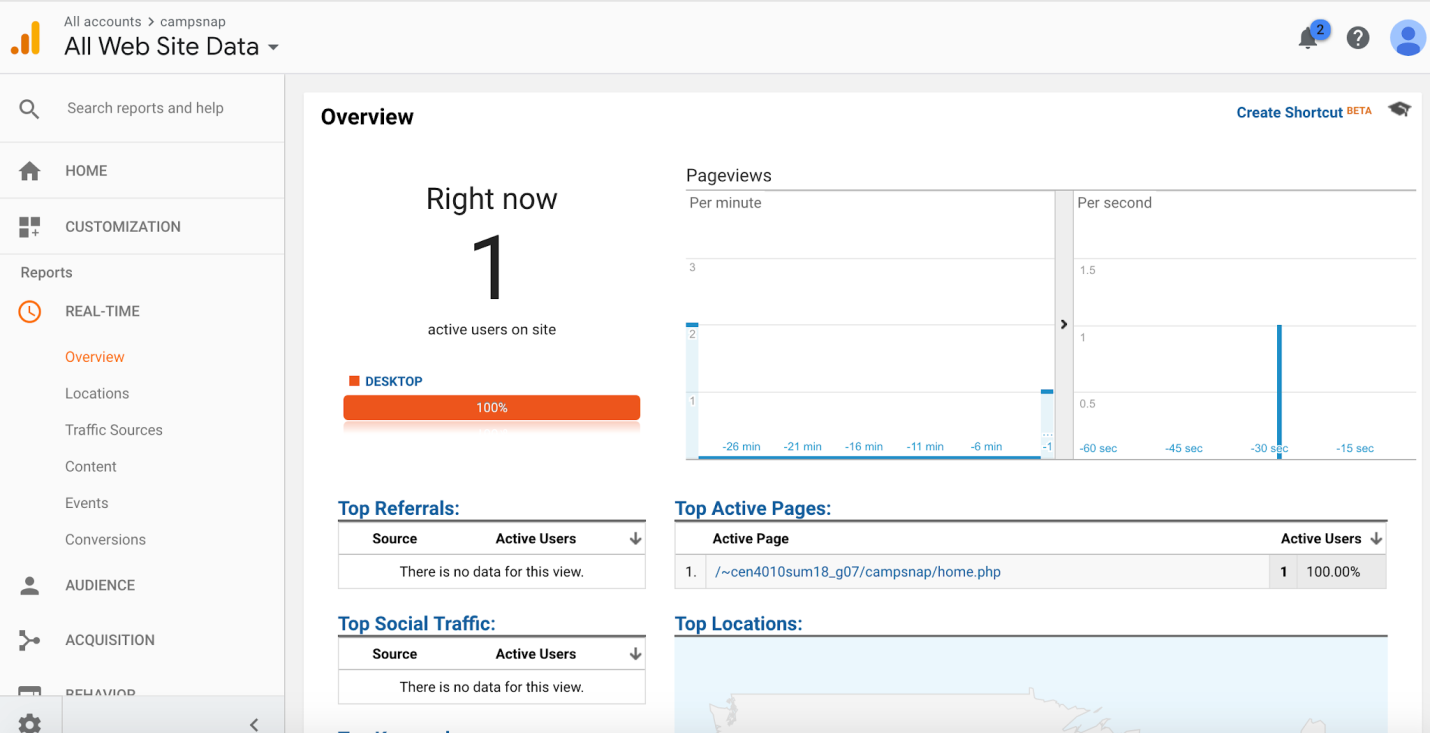 All accounts > campsnap
All Web Site Data
2
Search reports and help
HOME
CUSTOMIZATION
Reports
REAL-TIME
Overview
Locations
Traffic Sources
Content
Events
Conversions
AUDIENCE
ACQUISITION
BEHAVIOR
Overview
Create Shortcut BETA
Right now
1
active users on site
DESKTOP
100%
Pageviews
Per minute
3
2
1
-26 min -21 min -16 min -11 min -6 min -1
Per second
1.5
1
0.5
-60 sec -45 sec -30 sec -15 sec
Top Referrals:
Source Active Users
There is no data for this view.
Top Active Pages:
Active Page Active Users
1. /~cen4010sum18_g07/campsnap/home.php 1 100.00%
Top Social Traffic:
Source Active Users
There is no data for this view.
Top Locations: